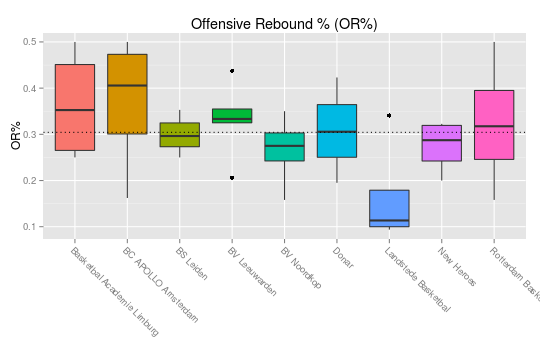 Offensive Rebound % (OR%)
OR%
0.5
0.4
0.3
0.2
0.1
Basketbal Academie Limburg
BC APOLLO Amsterdam
BS Leiden
BV Leeuwarden
BV Noordkop
Donar
Landstede Basketbal
New Heroes
Rotterdam Bask